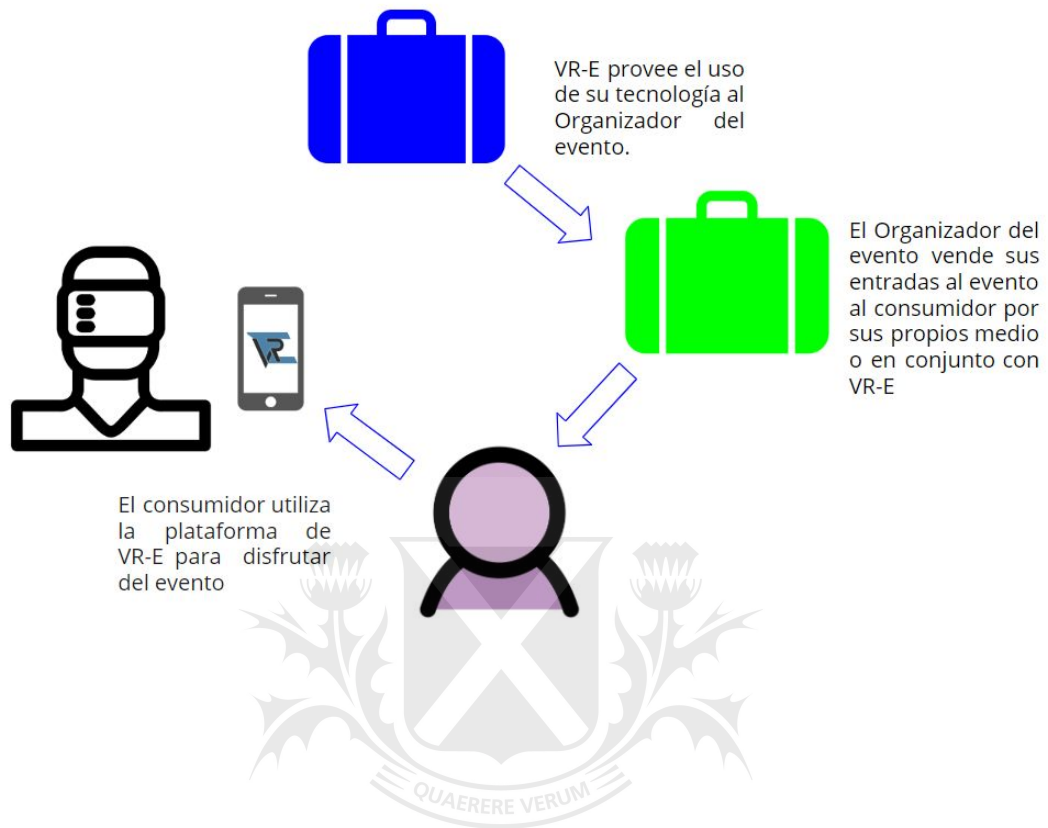 VR-E provee el uso
de su tecnología al
Organizador del
evento.
El Organizador del
evento vende sus
entradas al evento
al consumidor por
sus propios medio
o en conjunto con
VR-E
VRE
El consumidor utiliza
la plataforma de
VR-E para disfrutar
del evento
QUAERERE VERUM